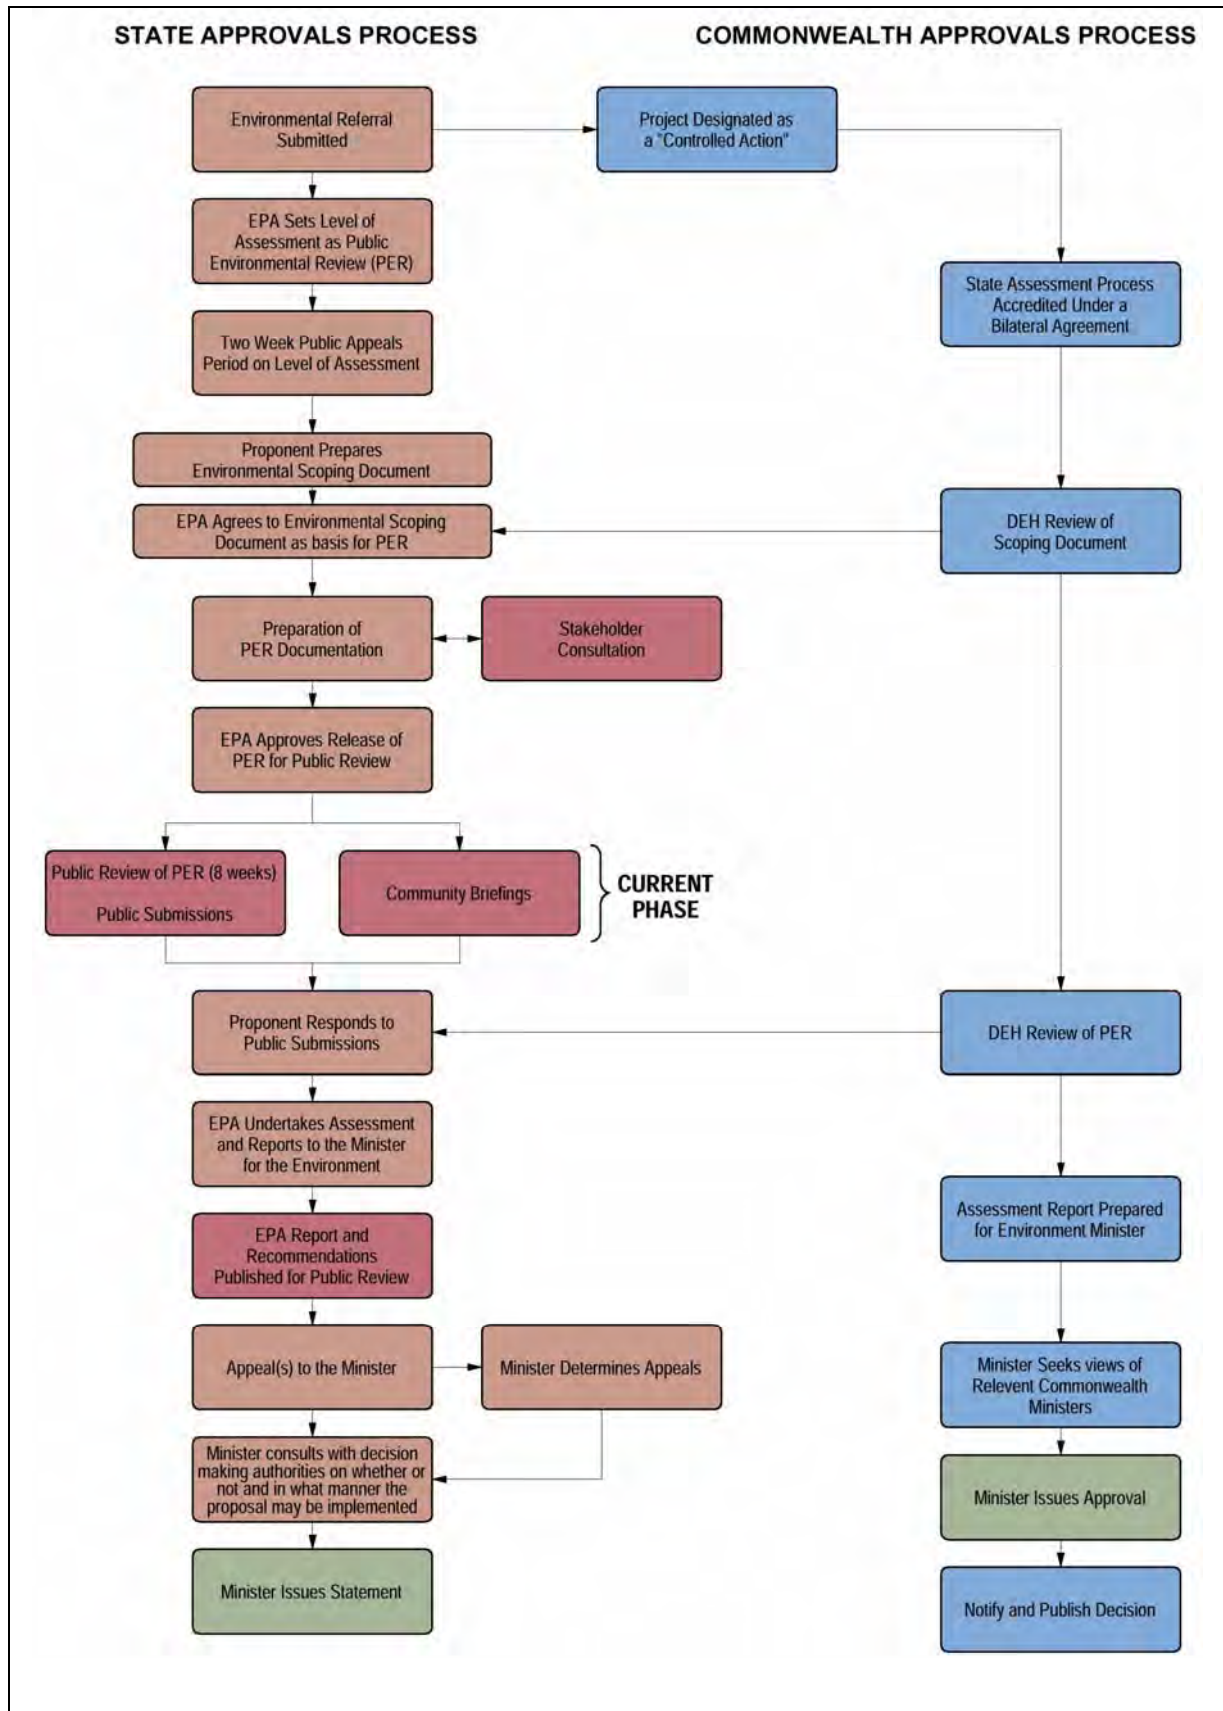 STATE APPROVALS PROCESS
COMMONWEALTH APPROVALS PROCESS
Environmental Referral
Submitted
Project Designated as
a "Controlled Action"
EPA Sets Level of
Assessment as Public
Environmental Review (PER)
State Assessment Process
Accredited Under a
Bilateral Agreement
Two Week Public Appeals
Period on Level of Assessment
Proponent Prepares
Environmental Scoping Document
EPA Agrees to Environmental Scoping
Document as basis for PER
DEH Review of
Scoping Document
Preparation of
PER Documentation
Stakeholder
Consultation
EPA Approves Release of
PER for Public Review
Public Review of PER (8 weeks)
Public Submissions
Community Briefings
CURRENT
PHASE
Proponent Responds to
Public Submissions
DEH Review of PER
EPA Undertakes Assessment
and Reports to the Minister
for the Environment
Assessment Report Prepared
for Environment Minister
EPA Report and
Recommendations
Published for Public Review
Appeal(s) to the Minister
Minister Determines Appeals
Minister Seeks views of
Relevent Commonwealth
Ministers
Minister consults with decision
making authorities on whether or
not and in what manner the
proposal may be implemented
Minister Issues Approval
Minister Issues Statement
Notify and Publish Decision